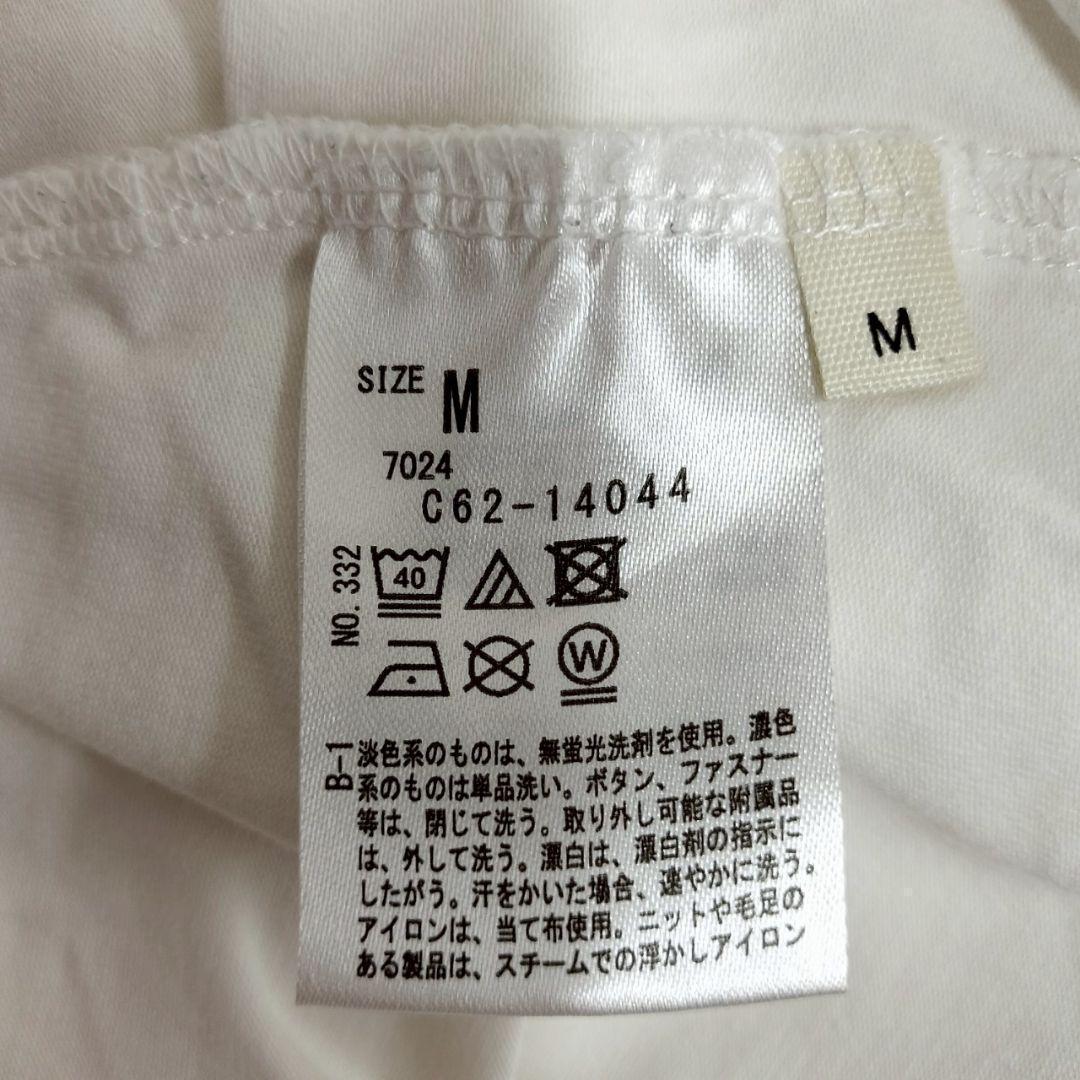 M
SIZE M
7024
C62-14044
NO. 332
40
W
B-1
淡色系のものは、無蛍光洗剤を使用。濃色
系のものは単品洗い。ボタン、ファスナー
等は、閉じて洗う。取り外し可能な附属品
は、外して洗う。漂白は、漂白剤の指示に
したがう。汗をかいた場合、速やかに洗う。
アイロンは、当て布使用。ニットや毛足の
ある製品は、スチームでの浮かしアイロン